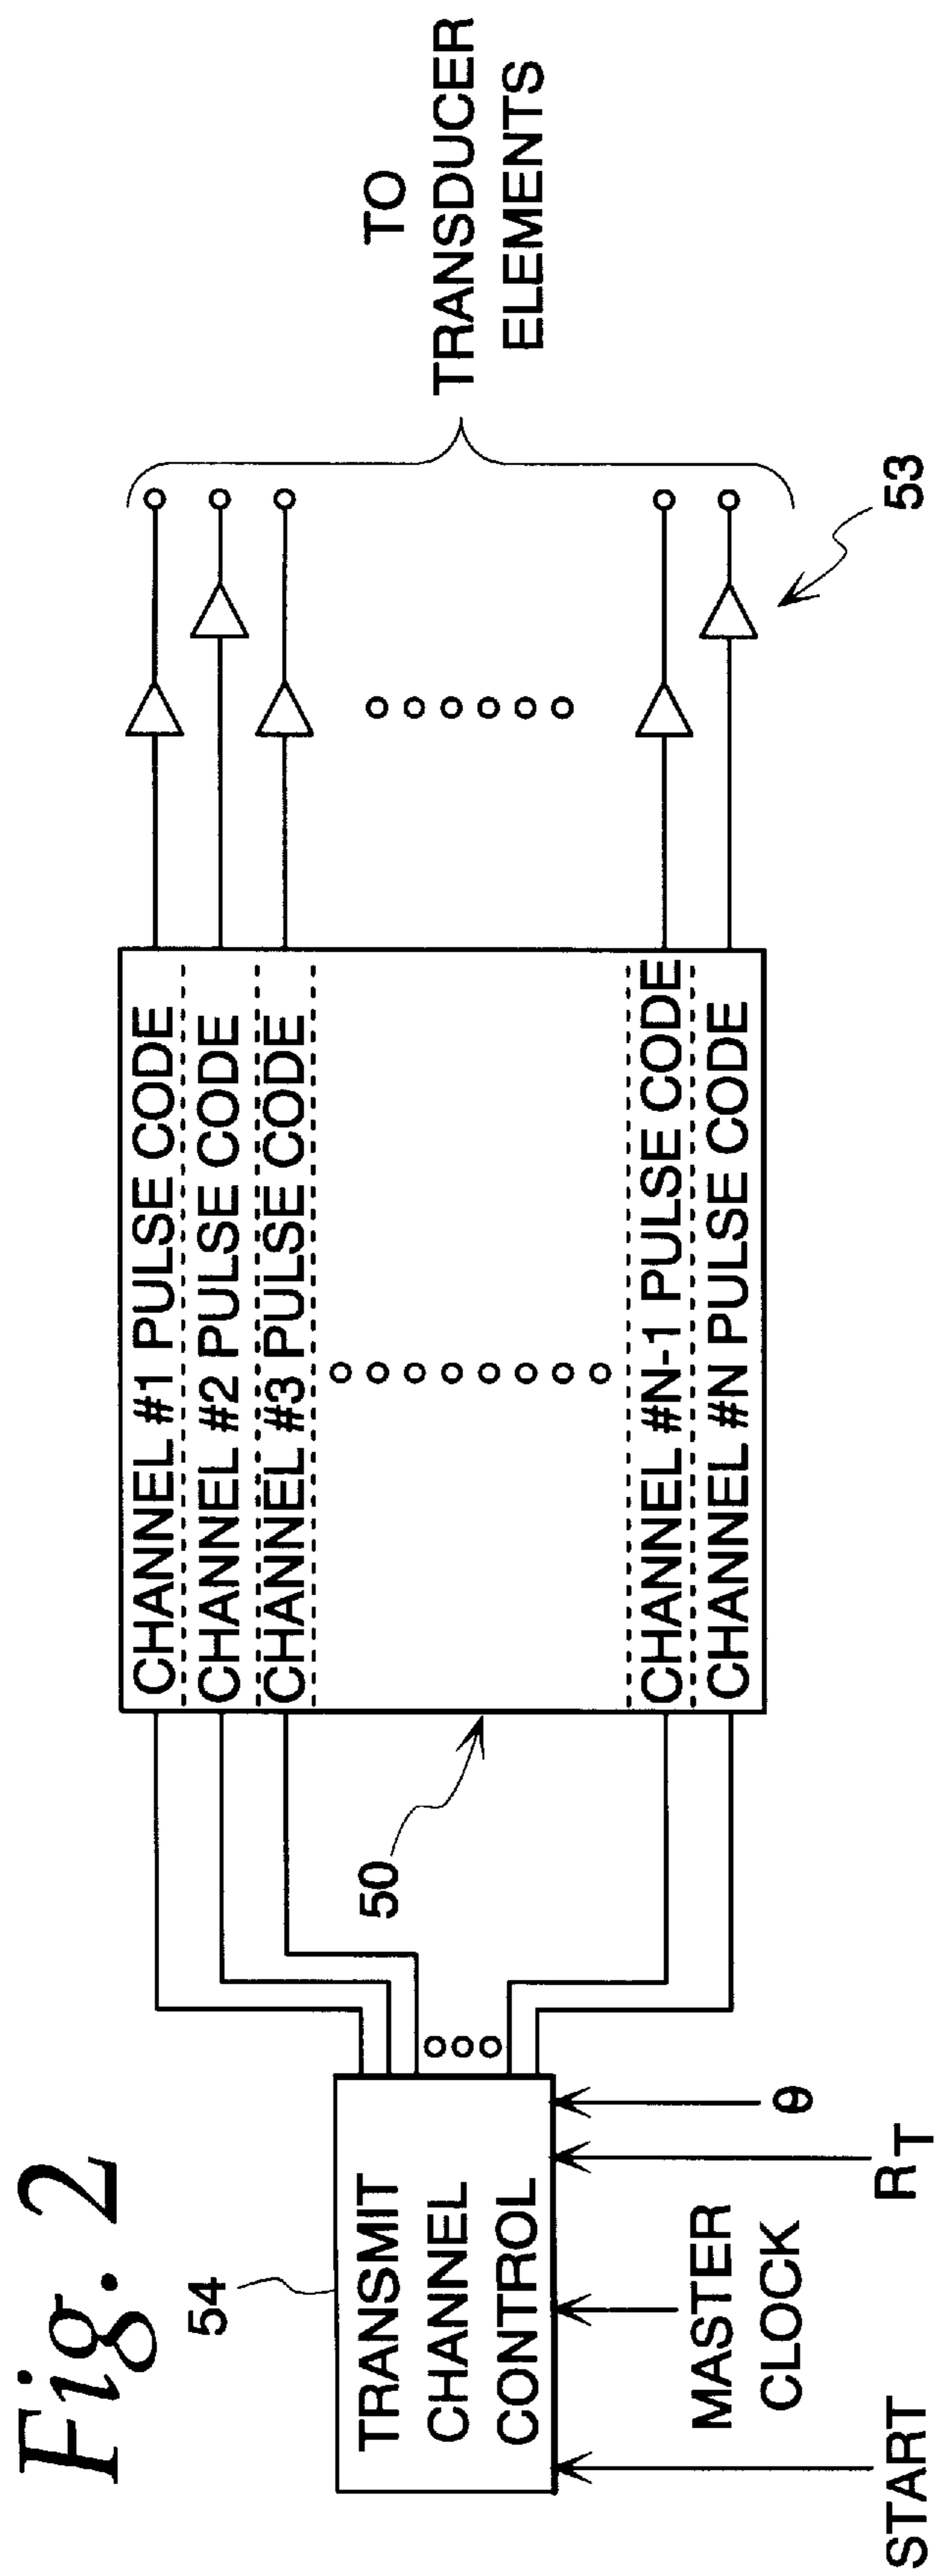 Fig. 2
54
TRANSMIT
CHANNEL
CONTROL
START
MASTER
CLOCK
R_T
θ
50
CHANNEL #1 PULSE CODE
CHANNEL #2 PULSE CODE
CHANNEL #3 PULSE CODE
CHANNEL #N-1 PULSE CODE
CHANNEL #N PULSE CODE
53
TO
TRANSDUCER
ELEMENTS